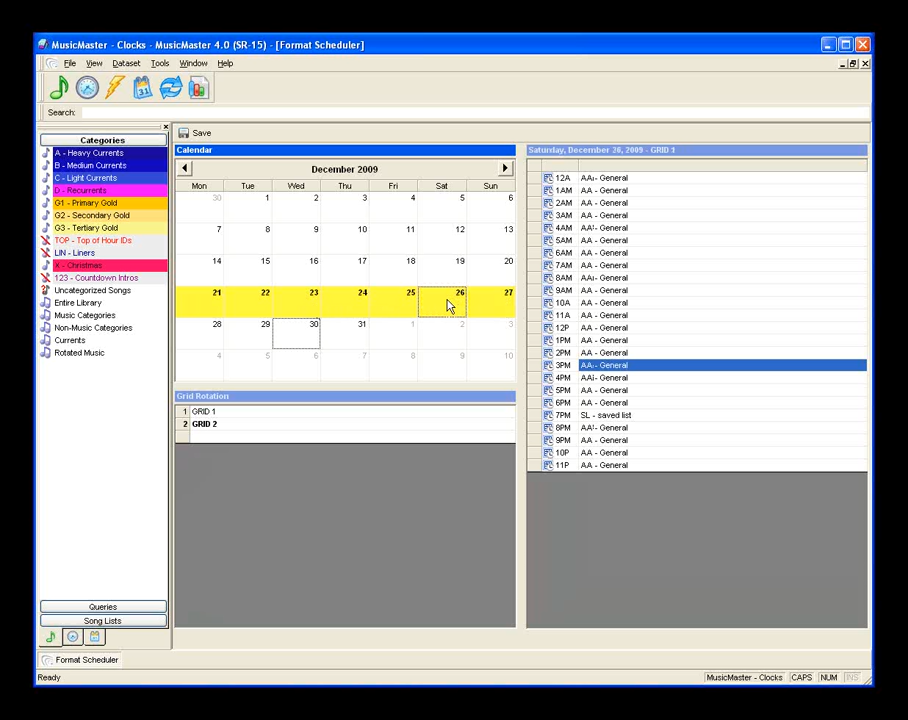 MusicMaster - Clocks - MusicMaster 4.0 (SR-15) - [Format Scheduler]
File View Dataset Tools Window Help
31
Search:
Categories
A - Heavy Currents
B - Medium Currents
C - Light Currents
D - Recurrents
G1 - Primary Gold
G2 - Secondary Gold
G3 - Tertiary Gold
TOP - Top of Hour IDs
LIN - Liners
X - Christmas
123 - Countdown Intros
Uncategorized Songs
Entire Library
Music Categories
Non-Music Categories
Currents
Rotated Music
Queries
Song Lists
Save
Calendar
December 2009
Mon Tue Wed Thu Fri Sat Sun
30 1 2 3 4 5 6
7 8 9 10 11 12 13
14 15 16 17 18 19 20
21 22 23 24 25 26 27
28 29 30 31 1 2 3
4 5 6 7 8 9 10
Grid Rotation
1 GRID 1
2 GRID 2
Saturday, December 26, 2009 - GRID 1
12A - General
1AM - General
2AM AA - General
3AM AA - General
4AM - General
5AM AA - General
6AM AA - General
7AM AA - General
8AM - General
9AM AA - General
10A AA - General
11A AA - General
12P AA - General
1PM AA - General
2PM AA - General
3PM - General
4PM - General
5PM AA - General
6PM AA - General
7PM SL - saved list
8PM - General
9PM AA - General
10P AA - General
11P AA - General
Format Scheduler
Ready
MusicMaster - Clocks CAPS NUM INS